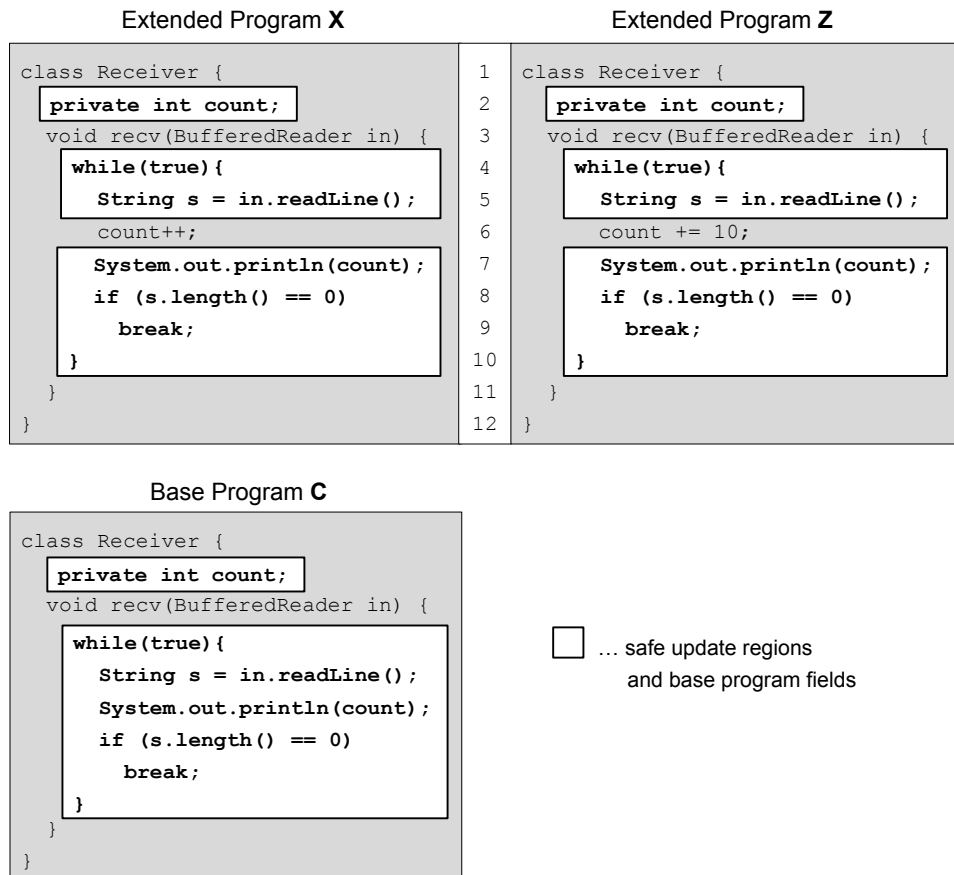 Extended Program X
class Receiver {
private int count;
void recv(BufferedReader in) {
while(true){
String s = in.readLine();
count++;
System.out.println(count);
if (s.length() == 0)
break;
}
}
}
1
2
3
4
5
6
7
8
9
10
11
12
Extended Program Z
class Receiver {
private int count;
void recv(BufferedReader in) {
while(true){
String s = in.readLine();
count += 10;
System.out.println(count);
if (s.length() == 0)
break;
}
}
}
Base Program C
class Receiver {
private int count;
void recv(BufferedReader in) {
while(true){
String s = in.readLine();
System.out.println(count);
if (s.length() == 0)
break;
}
}
}
… safe update regions
and base program fields